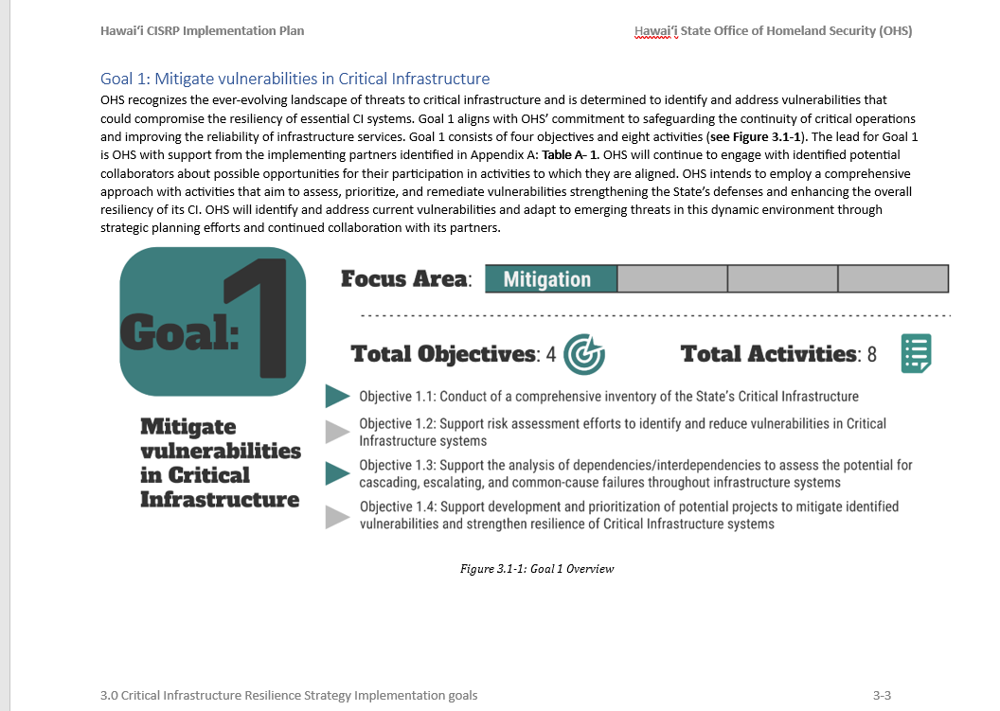 Hawai‘i CISRP Implementation Plan
Hawai‘i State Office of Homeland Security (OHS)
Goal 1: Mitigate vulnerabilities in Critical Infrastructure
OHS recognizes the ever-evolving landscape of threats to critical infrastructure and is determined to identify and address vulnerabilities that
could compromise the resiliency of essential CI systems. Goal 1 aligns with OHS’ commitment to safeguarding the continuity of critical operations
and improving the reliability of infrastructure services. Goal 1 consists of four objectives and eight activities (see Figure 3.1-1). The lead for Goal 1
is OHS with support from the implementing partners identified in Appendix A: Table A- 1. OHS will continue to engage with identified potential
collaborators about possible opportunities for their participation in activities to which they are aligned. OHS intends to employ a comprehensive
approach with activities that aim to assess, prioritize, and remediate vulnerabilities strengthening the State’s defenses and enhancing the overall
resiliency of its CI. OHS will identify and address current vulnerabilities and adapt to emerging threats in this dynamic environment through
strategic planning efforts and continued collaboration with its partners.
Goal:1
Mitigate
vulnerabilities
in Critical
Infrastructure
Focus Area: Mitigation
Total Objectives: 4
Total Activities: 8
Objective 1.1: Conduct of a comprehensive inventory of the State’s Critical Infrastructure
Objective 1.2: Support risk assessment efforts to identify and reduce vulnerabilities in Critical
Infrastructure systems
Objective 1.3: Support the analysis of dependencies/interdependencies to assess the potential for
cascading, escalating, and common-cause failures throughout infrastructure systems
Objective 1.4: Support development and prioritization of potential projects to mitigate identified
vulnerabilities and strengthen resilience of Critical Infrastructure systems
Figure 3.1-1: Goal 1 Overview
3.0 Critical Infrastructure Resilience Strategy Implementation goals
3-3